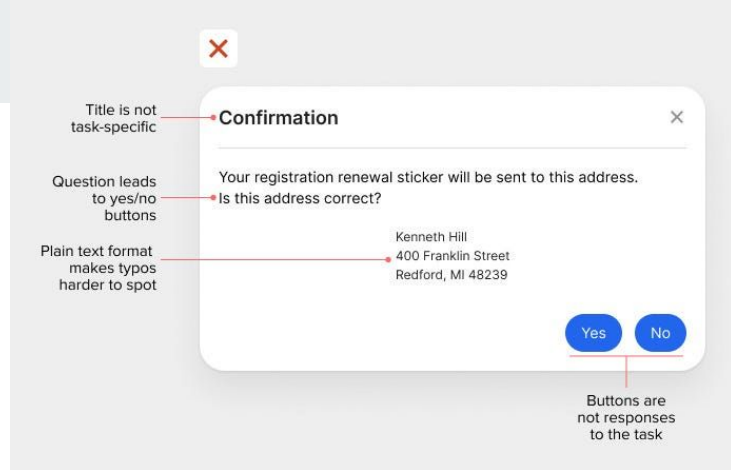 Title is not
task-specific
Confirmation
Question leads
to yes/no
buttons
Your registration renewal sticker will be sent to this address.
Is this address correct?
Plain text format
makes typos
harder to spot
Kenneth Hill
400 Franklin Street
Redford, MI 48239
Yes
No
Buttons are
not responses
to the task